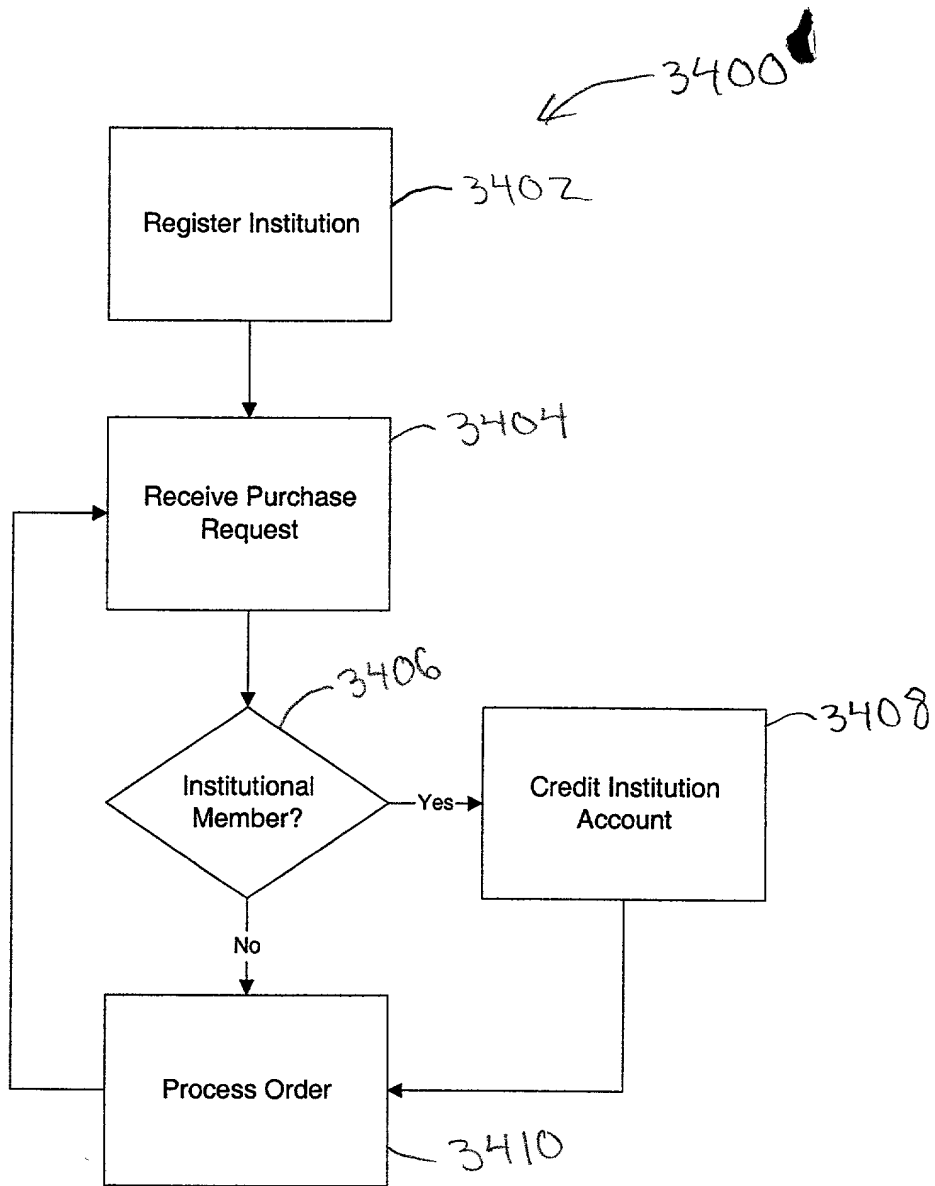 3400
Register Institution
3402
Receive Purchase
Request
3404
3406
Institutional
Member?
Yes
Credit Institution
Account
3408
No
Process Order
3410